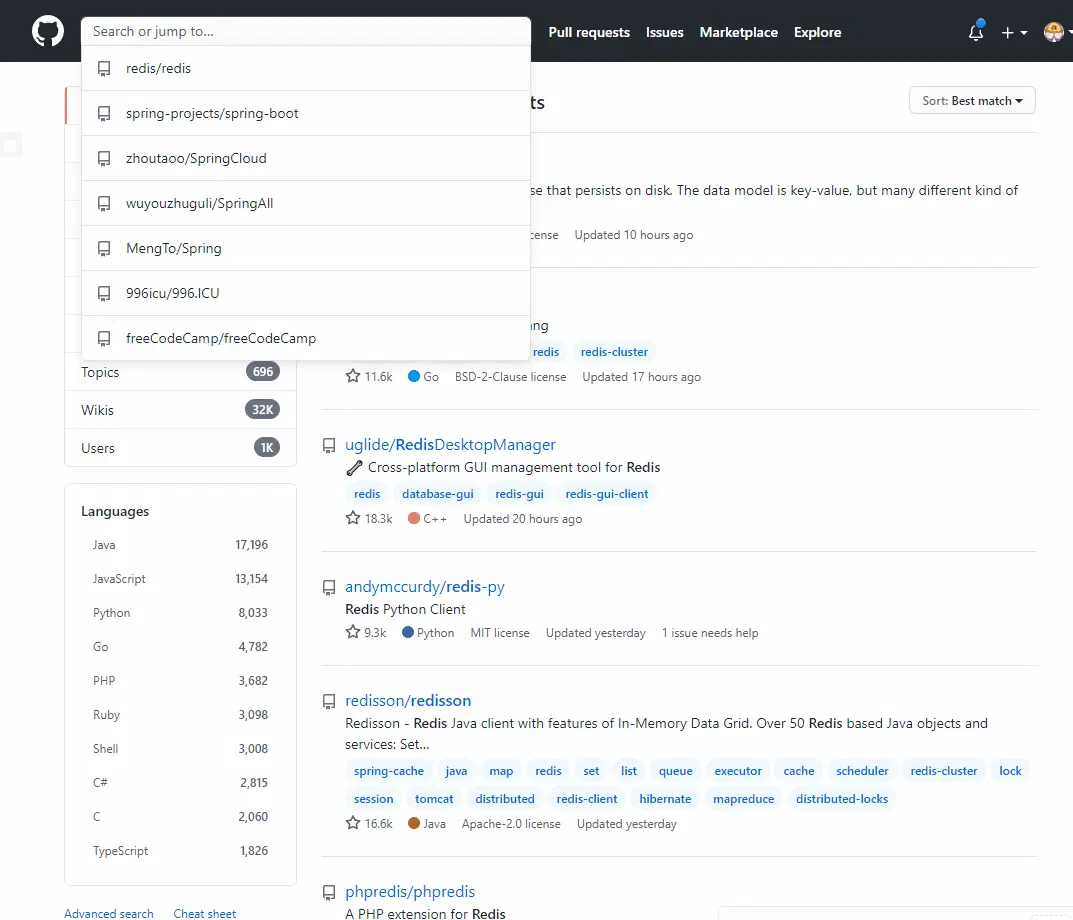 Search or jump to...
Pull requests Issues Marketplace Explore
redis/redis
spring-projects/spring-boot
zhoutaoo/SpringCloud
wuyouzhuguli/SpringAll
MengTo/Spring
996icu/996.ICU
freeCodeCamp/freeCodeCamp
Sort: Best match
that persists on disk. The data model is key-value, but many different kind of
Updated 10 hours ago
redis redis-cluster
11.6k Go BSD-2-Clause license Updated 17 hours ago
Topics 696
Wikis 32K
Users 1K
Languages
Java 17,196
JavaScript 13,154
Python 8,033
Go 4,782
PHP 3,682
Ruby 3,098
Shell 3,008
C# 2,815
C 2,060
TypeScript 1,826
Advanced search Cheat sheet
uglide/RedisDesktopManager
Cross-platform GUI management tool for Redis
redis database-gui redis-gui redis-gui-client
18.3k C++ Updated 20 hours ago
andymccurdy/redis-py
Redis Python Client
9.3k Python MIT license Updated yesterday 1 issue needs help
redisson/redisson
Redisson - Redis Java client with features of In-Memory Data Grid. Over 50 Redis based Java objects and
services: Set...
spring-cache java map redis set list queue executor cache scheduler redis-cluster lock
session tomcat distributed redis-client hibernate mapreduce distributed-locks
16.6k Java Apache-2.0 license Updated yesterday
phpredis/phpredis
A PHP extension for Redis